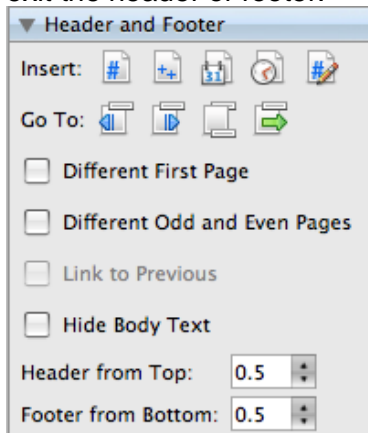 Header and Footer
Insert: # ++ 31 #
Go To:
Different First Page
Different Odd and Even Pages
Link to Previous
Hide Body Text
Header from Top: 0.5
Footer from Bottom: 0.5